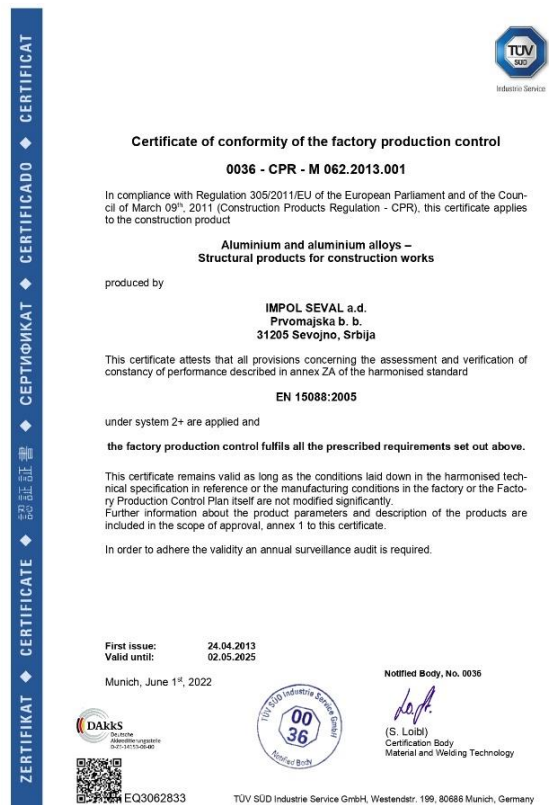 ZERTIFIKAT ◆ CERTIFICATE ◆ 認証証書 ◆ СЕРТИФИКАТ ◆ CERTIFICADO ◆ CERTIFICAT
TÜV
SÜD
Industrie Service
Certificate of conformity of the factory production control
0036 - CPR - M 062.2013.001
In compliance with Regulation 305/2011/EU of the European Parliament and of the Coun-
cil of March 09th, 2011 (Construction Products Regulation - CPR), this certificate applies
to the construction product
Aluminium and aluminium alloys –
Structural products for construction works
produced by
IMPOL SEVAL a.d.
Prvomajska b. b.
31205 Sevojno, Srbija
This certificate attests that all provisions concerning the assessment and verification of
constancy of performance described in annex ZA of the harmonised standard
EN 15088:2005
under system 2+ are applied and
the factory production control fulfils all the prescribed requirements set out above.
This certificate remains valid as long as the conditions laid down in the harmonised tech-
nical specification in reference or the manufacturing conditions in the factory or the Facto-
ry Production Control Plan itself are not modified significantly.
Further information about the product parameters and description of the products are
included in the scope of approval, annex 1 to this certificate.
In order to adhere the validity an annual surveillance audit is required.
First issue: 24.04.2013
Valid until: 02.05.2025
Munich, June 1st, 2022
Notified Body, No. 0036
TÜV SÜD Industrie Service GmbH
00
36
Notified Body
(S. Loibl)
Certification Body
Material and Welding Technology
DAkkS
Deutsche
Akkreditierungsstelle
EQ3062833
TÜV SÜD Industrie Service GmbH, Westendstr. 199, 80686 Munich, Germany